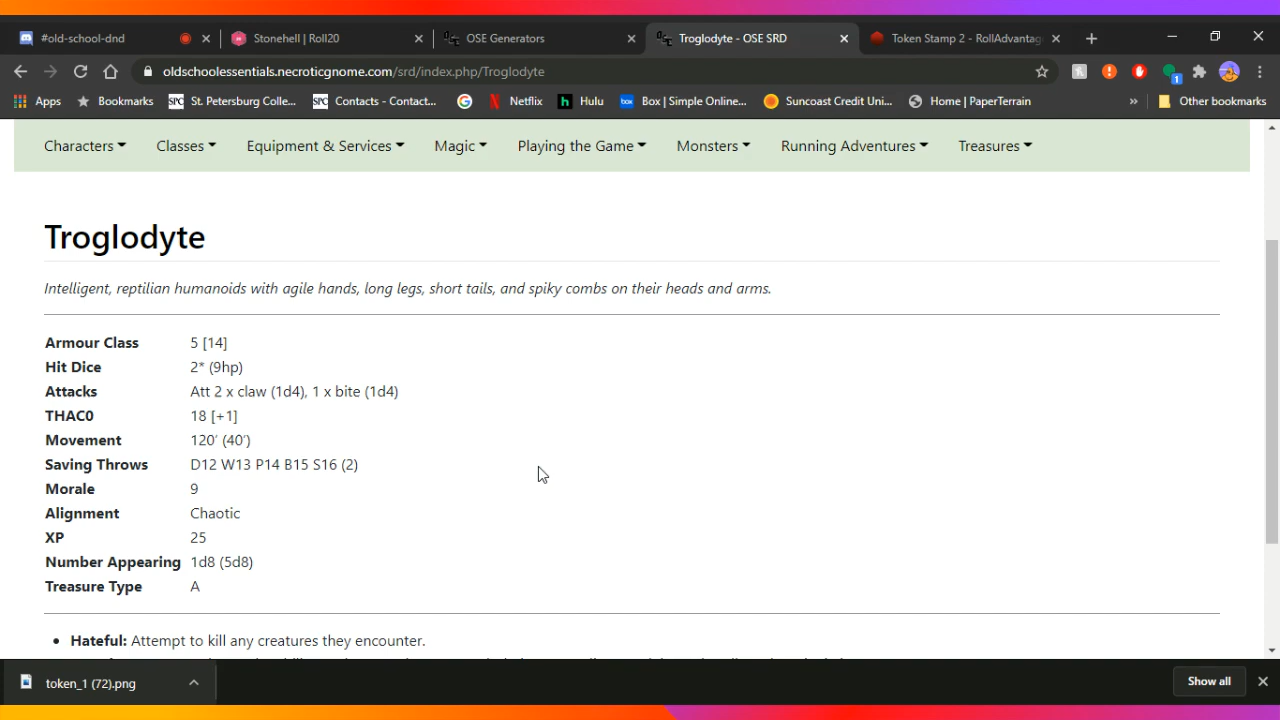 #old-school-dnd
Stonehell | Roll20
OSE Generators
Troglodyte - OSE SRD
Token Stamp 2 - RollAdvantag
oldschoolessentials.necroticgnome.com/srd/index.php/Troglodyte
1
Apps
Bookmarks
SPC St. Petersburg Colle...
SPC Contacts - Contact...
Netflix
h Hulu
box Box | Simple Online...
Suncoast Credit Uni...
Home | PaperTerrain
»
Other bookmarks
Characters
Classes
Equipment & Services
Magic
Playing the Game
Monsters
Running Adventures
Treasures
Troglodyte
Intelligent, reptilian humanoids with agile hands, long legs, short tails, and spiky combs on their heads and arms.
Armour Class 5 [14]
Hit Dice 2* (9hp)
Attacks Att 2 x claw (1d4), 1 x bite (1d4)
THAC0 18 [+1]
Movement 120’ (40’)
Saving Throws D12 W13 P14 B15 S16 (2)
Morale 9
Alignment Chaotic
XP 25
Number Appearing 1d8 (5d8)
Treasure Type A
• Hateful: Attempt to kill any creatures they encounter.
token_1 (72).png
Show all